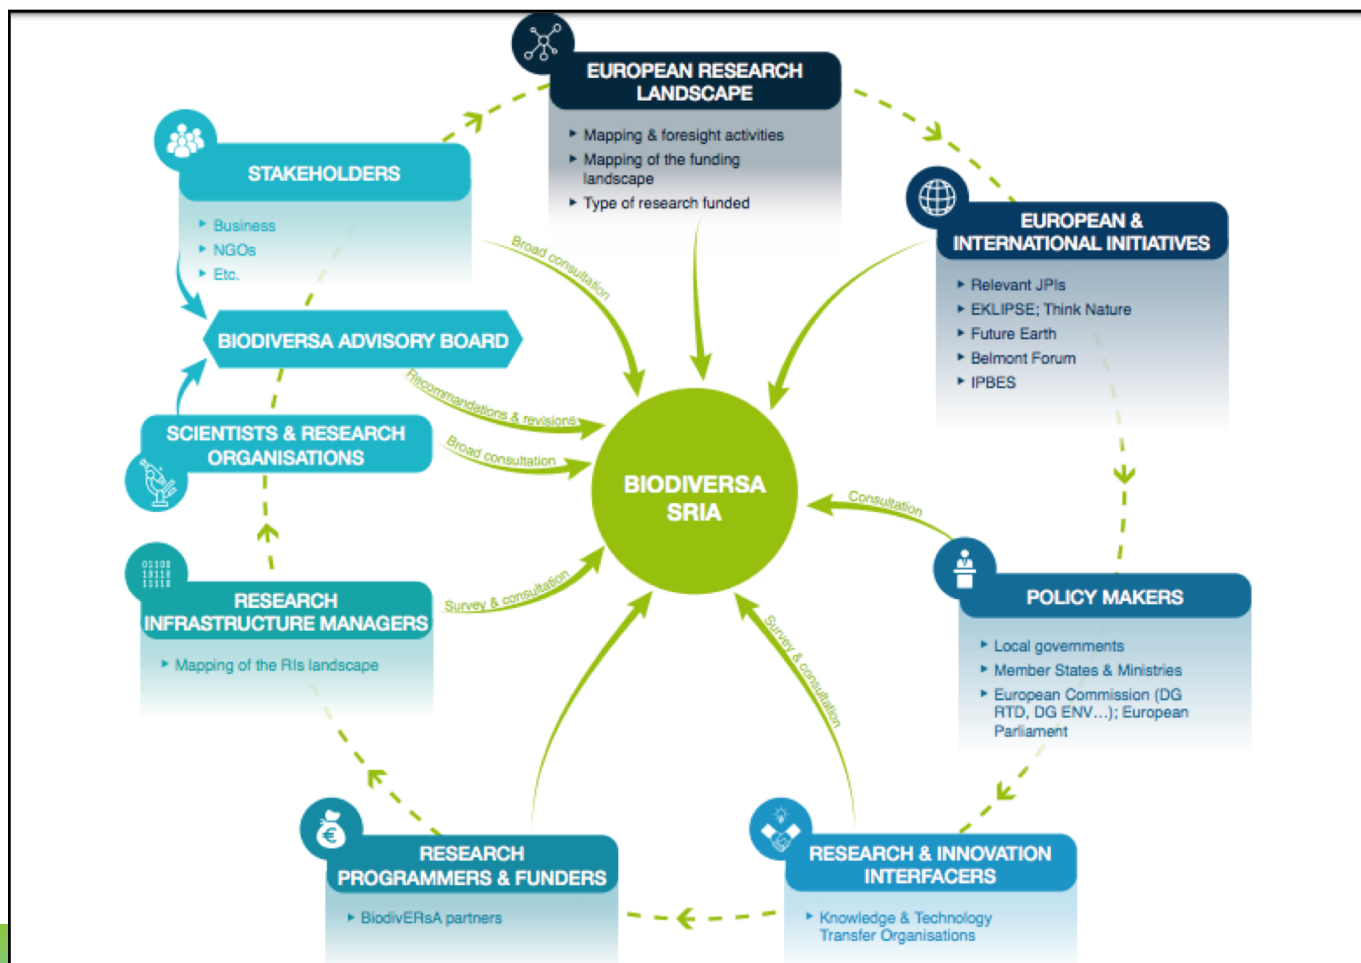 EUROPEAN RESEARCH
LANDSCAPE
Mapping & foresight activities
Mapping of the funding
landscape
Type of research funded
STAKEHOLDERS
Business
NGOs
Etc.
Broad consultation
EUROPEAN &
INTERNATIONAL INITIATIVES
Relevant JPIs
EKLIPSE; Think Nature
Future Earth
Belmont Forum
IPBES
BIODIVERSA ADVISORY BOARD
Recommandations & revisions
SCIENTISTS & RESEARCH
ORGANISATIONS
Broad consultation
BIODIVERSA
SRIA
Consultation
01100
10110
11110
RESEARCH
INFRASTRUCTURE MANAGERS
Mapping of the RIs landscape
Survey & consultation
POLICY MAKERS
Local governments
Member States & Ministries
European Commission (DG
RTD, DG ENV...); European
Parliament
Survey & consultation
RESEARCH
PROGRAMMERS & FUNDERS
BiodivERsA partners
RESEARCH & INNOVATION
INTERFACERS
Knowledge & Technology
Transfer Organisations